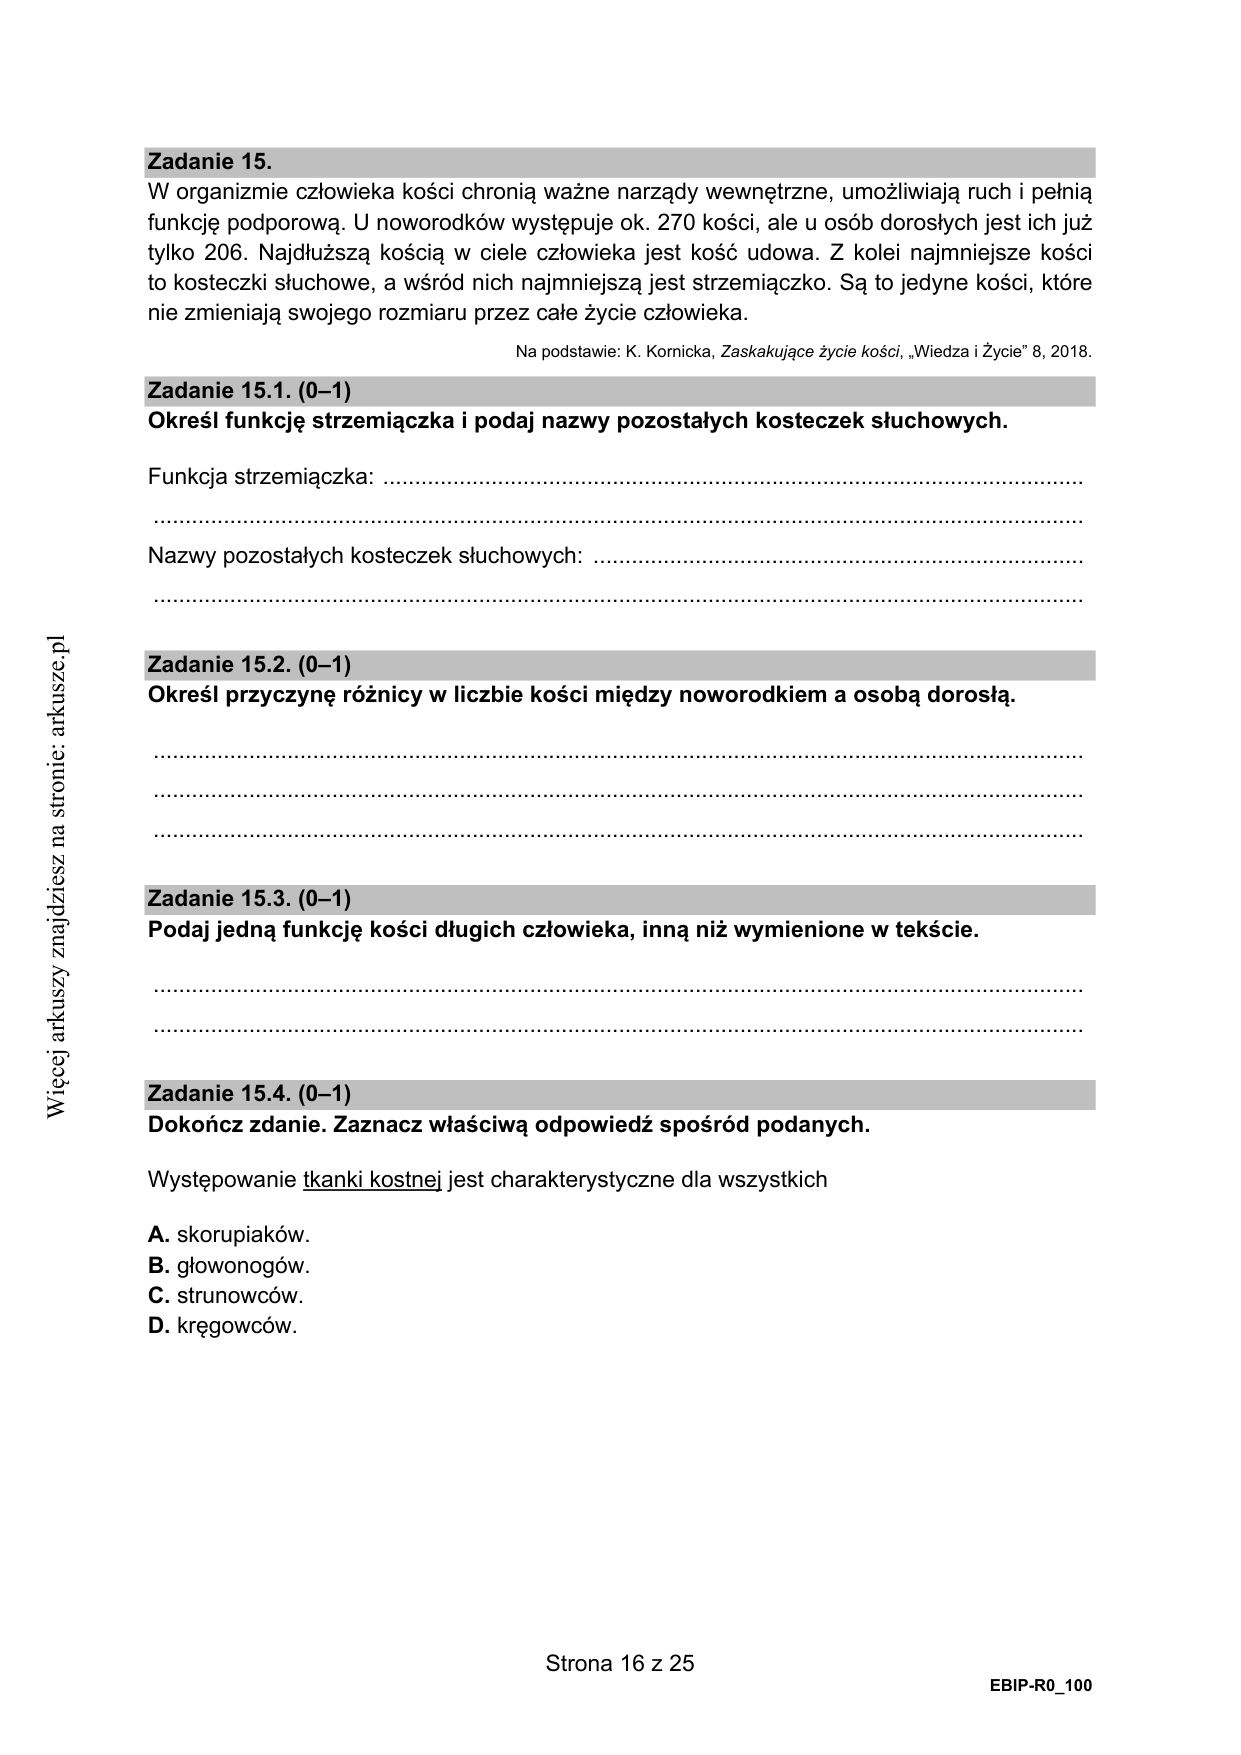 Zadanie 15.
W organizmie człowieka kości chronią ważne narządy wewnętrzne, umożliwiają ruch i pełnią
funkcję podporową. U noworodków występuje ok. 270 kości, ale u osób dorosłych jest ich już
tylko 206. Najdłuższą kością w ciele człowieka jest kość udowa. Z kolei najmniejsze kości
to kosteczki słuchowe, a wśród nich najmniejszą jest strzemiączko. Są to jedyne kości, które
nie zmieniają swojego rozmiaru przez całe życie człowieka.
Na podstawie: K. Kornicka, Zaskakujące życie kości, „Wiedza i Życie” 8, 2018.
Zadanie 15.1. (0–1)
Określ funkcję strzemiączka i podaj nazwy pozostałych kosteczek słuchowych.
Funkcja strzemiączka: ..............................................................................................................
..................................................................................................................................................
Nazwy pozostałych kosteczek słuchowych: .............................................................................
..................................................................................................................................................
Zadanie 15.2. (0–1)
Określ przyczynę różnicy w liczbie kości między noworodkiem a osobą dorosłą.
..................................................................................................................................................
..................................................................................................................................................
..................................................................................................................................................
Zadanie 15.3. (0–1)
Podaj jedną funkcję kości długich człowieka, inną niż wymienione w tekście.
..................................................................................................................................................
..................................................................................................................................................
Zadanie 15.4. (0–1)
Dokończ zdanie. Zaznacz właściwą odpowiedź spośród podanych.
Występowanie tkanki kostnej jest charakterystyczne dla wszystkich
A. skorupiaków.
B. głowonogów.
C. strunowców.
D. kręgowców.
Strona 16 z 25
EBIP-R0_100
Więcej arkuszy znajdziesz na stronie: arkusze.pl